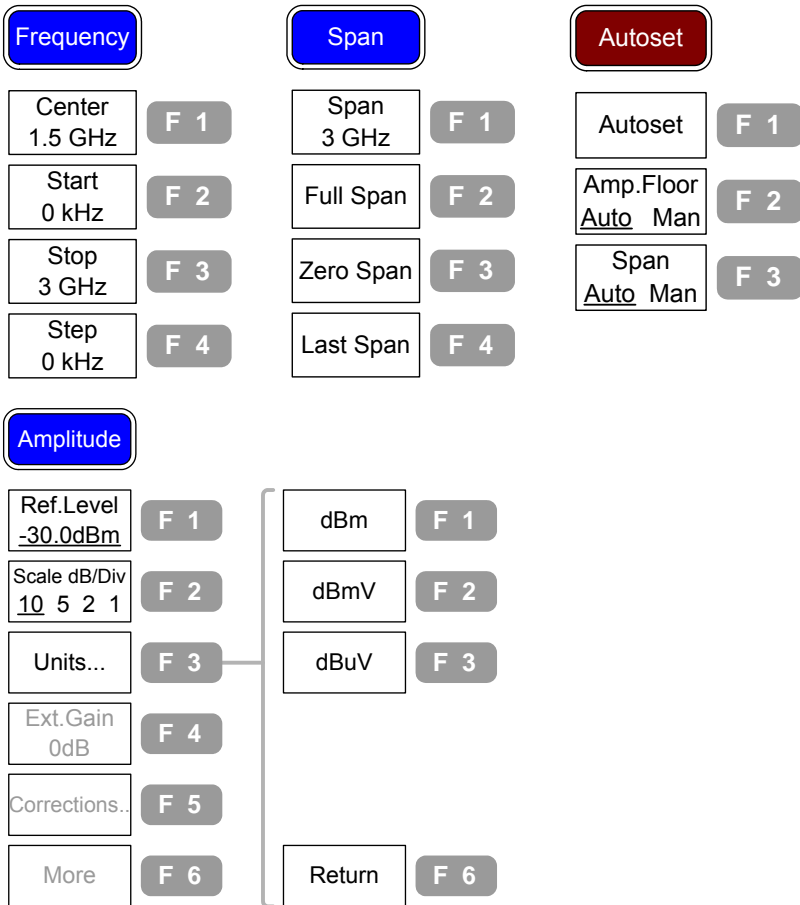 Frequency
Center
1.5 GHz
F 1
Start
0 kHz
F 2
Stop
3 GHz
F 3
Step
0 kHz
F 4
Span
Span
3 GHz
F 1
Full Span
F 2
Zero Span
F 3
Last Span
F 4
Autoset
Autoset
F 1
Amp.Floor
Auto Man
F 2
Span
Auto Man
F 3
Amplitude
Ref.Level
-30.0dBm
F 1
Scale dB/Div
10 5 2 1
F 2
Units...
F 3
Ext.Gain
0dB
F 4
Corrections..
F 5
More
F 6
dBm
F 1
dBmV
F 2
dBuV
F 3
Return
F 6